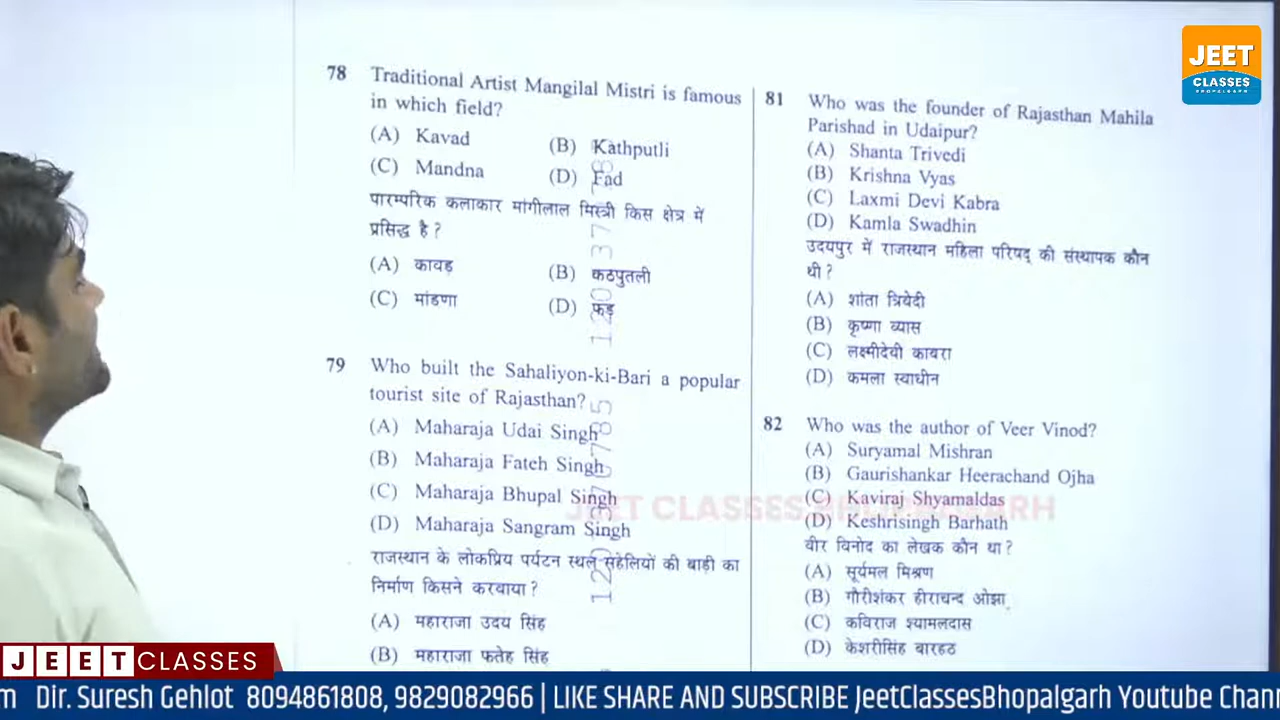 JEET
CLASSES
BHOPALGARH
78 Traditional Artist Mangilal Mistri is famous
in which field?
(A) Kavad (B) Kathputli
(C) Mandna (D) Fad
पारम्परिक कलाकार मांगीलाल मिस्त्री किस क्षेत्र में
प्रसिद्ध है ?
(A) कावड (B) कठपुतली
(C) मांडणा (D) फड़
79 Who built the Sahaliyon-ki-Bari a popular
tourist site of Rajasthan?
(A) Maharaja Udai Singh
(B) Maharaja Fateh Singh
(C) Maharaja Bhupal Singh
(D) Maharaja Sangram Singh
राजस्थान के लोकप्रिय पर्यटन स्थल सहेलियों की बाड़ी का
निर्माण किसने करवाया ?
(A) महाराजा उदय सिंह
(B) महाराजा फतेह सिंह
81 Who was the founder of Rajasthan Mahila
Parishad in Udaipur?
(A) Shanta Trivedi
(B) Krishna Vyas
(C) Laxmi Devi Kabra
(D) Kamla Swadhin
उदयपुर में राजस्थान महिला परिषद् की संस्थापक कौन
थी ?
(A) शांता त्रिवेदी
(B) कृष्णा व्यास
(C) लक्ष्मीदेवी काबरा
(D) कमला स्वाधीन
82 Who was the author of Veer Vinod?
(A) Suryamal Mishran
(B) Gaurishankar Heerachand Ojha
(C) Kaviraj Shyamaldas
(D) Keshrisingh Barhath
वीर विनोद का लेखक कौन था ?
(A) सूर्यमल मिश्रण
(B) गौरीशंकर हीराचन्द ओझा
(C) कविराज श्यामलदास
(D) केशरीसिंह बारहठ
JEET CLASSES BHOPALGARH
JEET CLASSES
m Dir. Suresh Gehlot 8094861808, 9829082966 | LIKE SHARE AND SUBSCRIBE JeetClassesBhopalgarh Youtube Chan